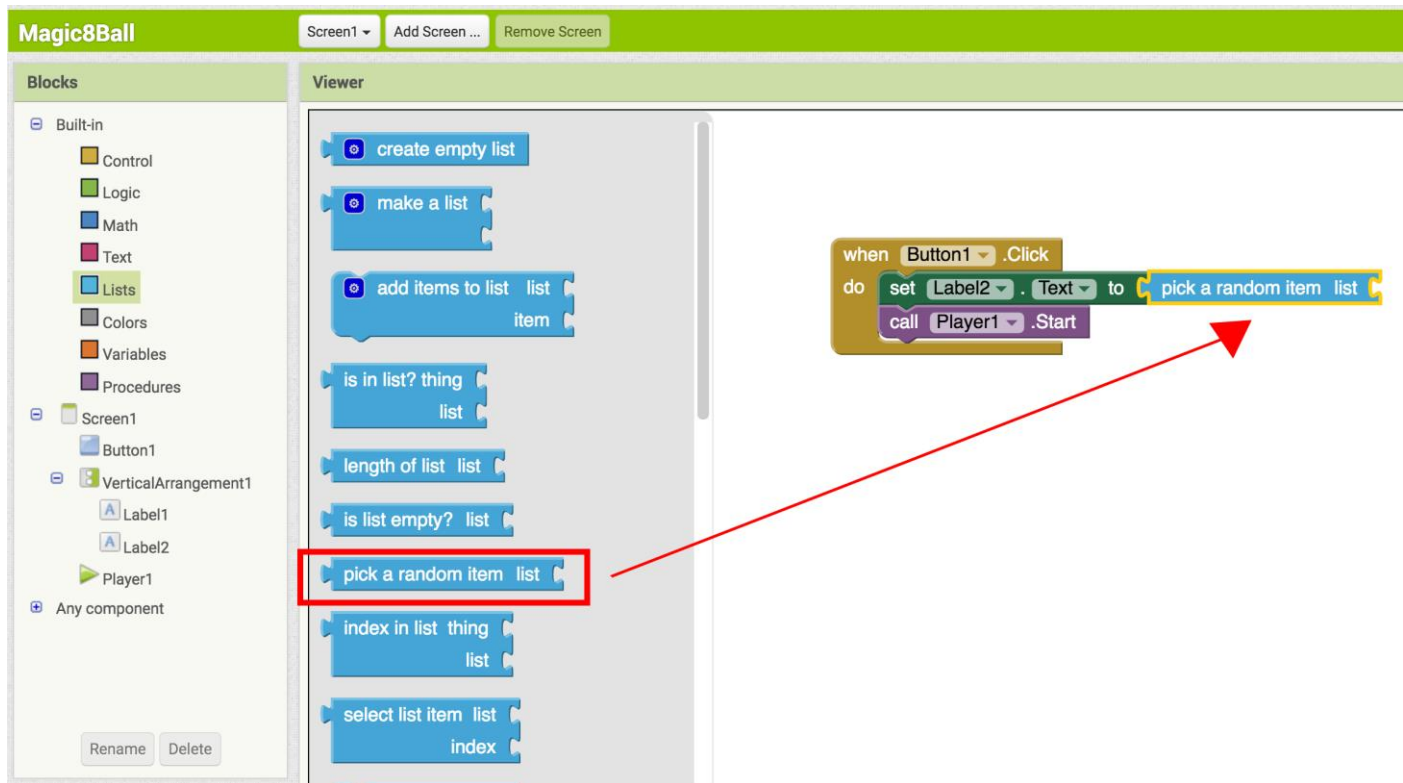 Magic8Ball
Screen1 Add Screen ... Remove Screen
Blocks
Built-in
Control
Logic
Math
Text
Lists
Colors
Variables
Procedures
Screen1
Button1
VerticalArrangement1
A Label1
A Label2
Player1
Any component
Rename Delete
Viewer
create empty list
make a list
add items to list list
item
is in list? thing
list
length of list list
is list empty? list
pick a random item list
index in list thing
list
select list item list
index
when Button1 .Click
do set Label2 . Text to pick a random item list
call Player1 .Start